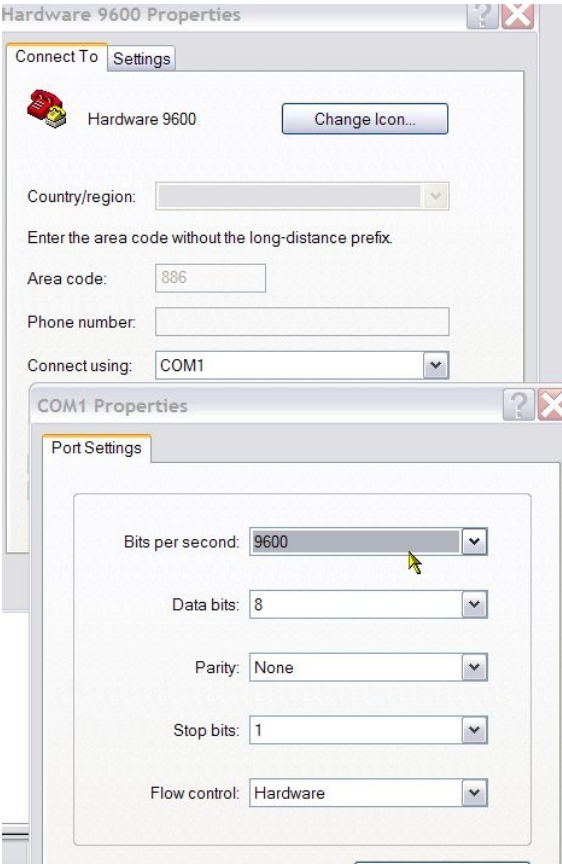 Hardware 9600 Properties
Connect To Settings
Hardware 9600 Change Icon...
Country/region:
Enter the area code without the long-distance prefix.
Area code: 886
Phone number:
Connect using: COM1
COM1 Properties
Port Settings
Bits per second: 9600
Data bits: 8
Parity: None
Stop bits: 1
Flow control: Hardware